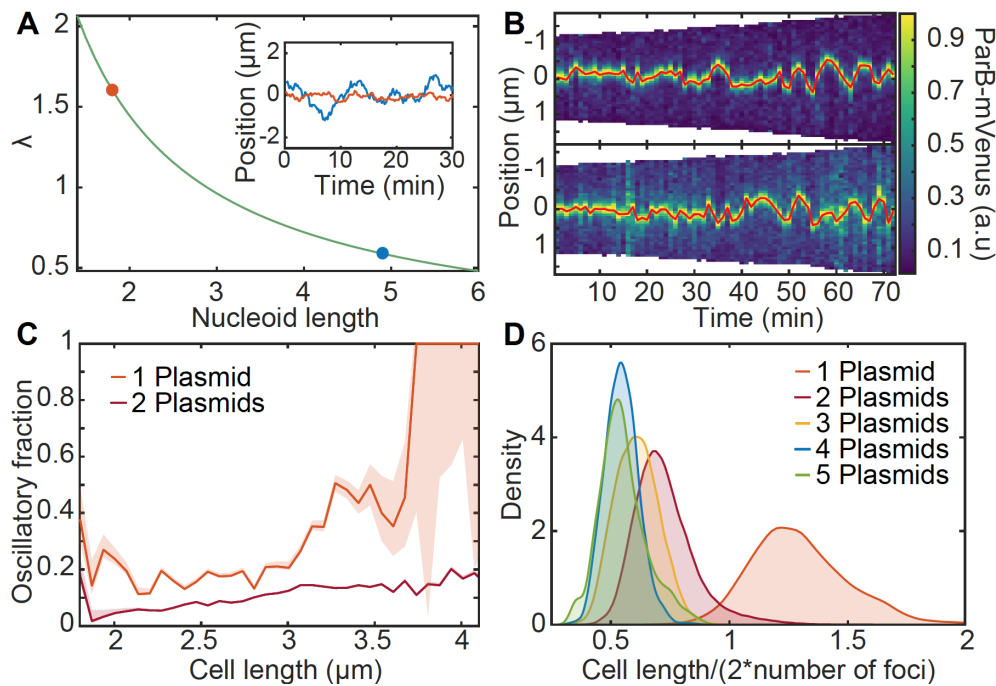 A
2
1.5
1
0.5
λ
2
3
4
5
6
Nucleoid length
2
0
-2
Position (μm)
0
10
20
30
Time (min)
B
-1
0
1
-1
0
1
Position (μm)
10
20
30
40
50
60
70
Time (min)
0.9
0.7
0.5
0.3
0.1
ParB-mVenus (a.u)
C
1
0.8
0.6
0.4
0.2
0
Oscillatory fraction
1 Plasmid
2 Plasmids
2
2.5
3
3.5
4
Cell length (μm)
D
6
4
2
0
Density
1 Plasmid
2 Plasmids
3 Plasmids
4 Plasmids
5 Plasmids
0.5
1
1.5
2
Cell length/(2*number of foci)